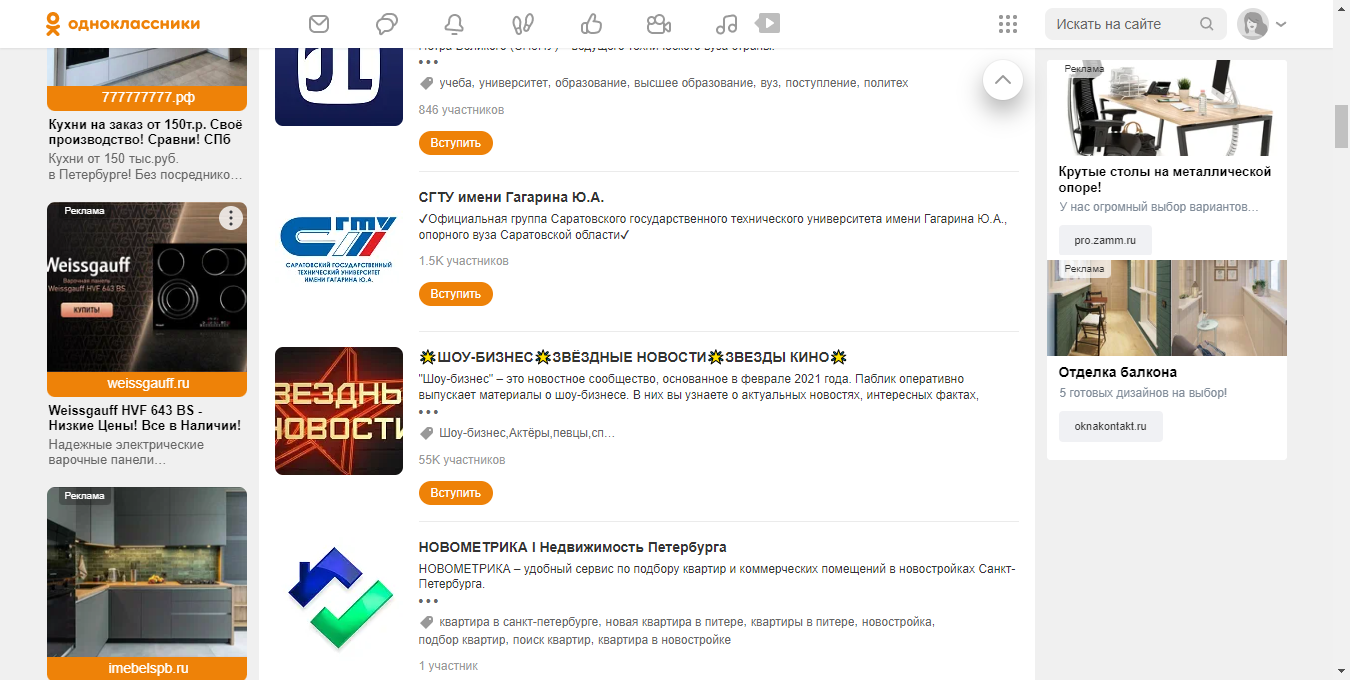 одноклассники
Искать на сайте
777777777.рф
Кухни на заказ от 150т.р. Своё
производство! Сравни! СПб
Кухни от 150 тыс.руб.
в Петербурге! Без посреднико…
Реклама
Weissgauff
Варочная панель
Weissgauff HVF 643 BS
КУПИТЬ
weissgauff.ru
Weissgauff HVF 643 BS -
Низкие Цены! Все в Наличии!
Надежные электрические
варочные панели…
Реклама
imebelspb.ru
Петра Великого (СПбПУ) – ведущего технического вуза страны.
•••
учеба, университет, образование, высшее образование, вуз, поступление, политех
846 участников
Вступить
СГТУ
САРАТОВСКИЙ ГОСУДАРСТВЕННЫЙ
ТЕХНИЧЕСКИЙ УНИВЕРСИТЕТ
ИМЕНИ ГАГАРИНА Ю.А.
СГТУ имени Гагарина Ю.А.
✓Официальная группа Саратовского государственного технического университета имени Гагарина Ю.А.,
опорного вуза Саратовской области✓
1.5K участников
Вступить
ЗВЕЗДНЫ
НОВОСТИ
💥ШОУ-БИЗНЕС💥ЗВЁЗДНЫЕ НОВОСТИ💥ЗВЕЗДЫ КИНО💥
"Шоу-бизнес" – это новостное сообщество, основанное в феврале 2021 года. Паблик оперативно
выпускает материалы о шоу-бизнесе. В них вы узнаете о актуальных новостях, интересных фактах,
•••
Шоу-бизнес,Актёры,певцы,сп…
55K участников
Вступить
НОВОМЕТРИКА I Недвижимость Петербурга
НОВОМЕТРИКА – удобный сервис по подбору квартир и коммерческих помещений в новостройках Санкт-
Петербурга.
•••
квартира в санкт-петербурге, новая квартира в питере, квартиры в питере, новостройка,
подбор квартир, поиск квартир, квартира в новостройке
1 участник
Реклама
Крутые столы на металлической
опоре!
У нас огромный выбор вариантов…
pro.zamm.ru
Реклама
Отделка балкона
5 готовых дизайнов на выбор!
oknakontakt.ru